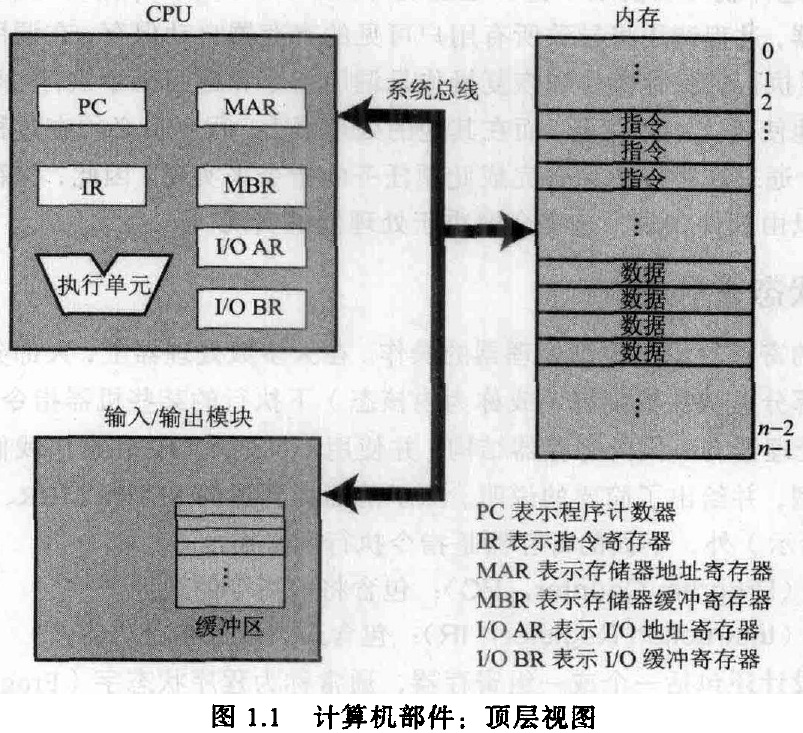 CPU
PC
MAR
IR
MBR
执行单元
I/O AR
I/O BR
系统总线
内存
0
1
2
⋮
⋮
指令
指令
指令
⋮
数据
数据
数据
数据
⋮
n−2
n−1
输入/输出模块
⋮
缓冲区
PC 表示程序计数器
IR 表示指令寄存器
MAR 表示存储器地址寄存器
MBR 表示存储器缓冲寄存器
I/O AR 表示 I/O 地址寄存器
I/O BR 表示 I/O 缓冲寄存器
图 1.1 计算机部件：顶层视图